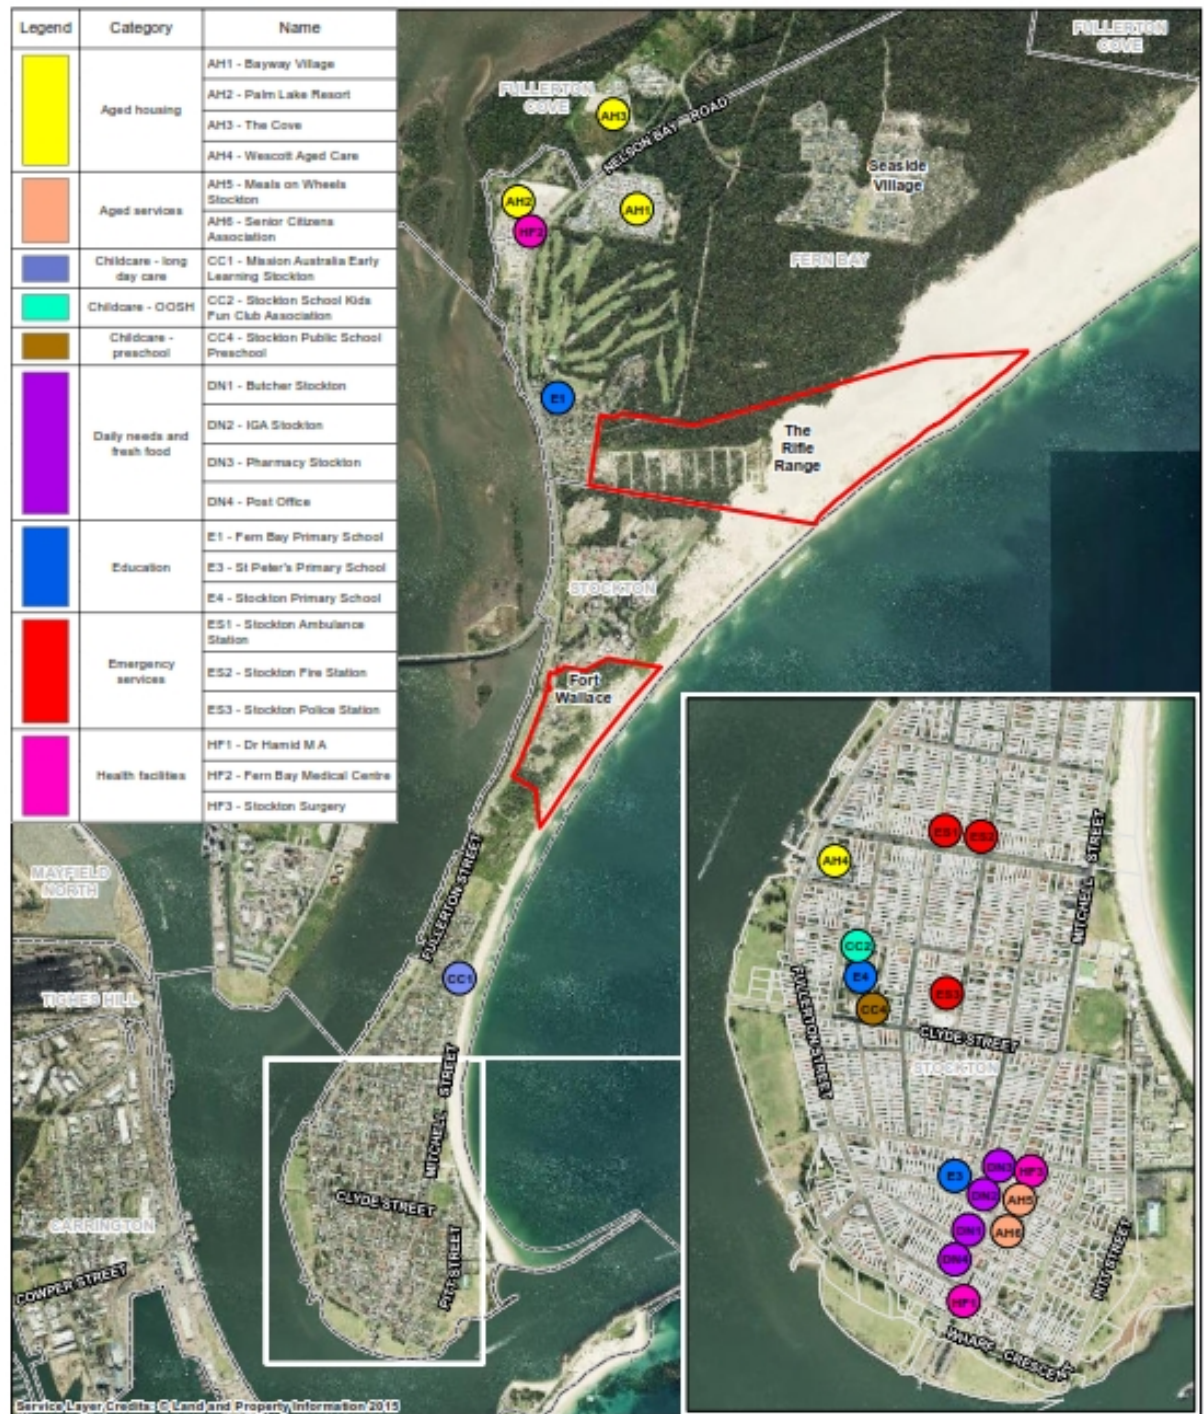 Legend
Category
Name
Aged housing
AH1 - Bayway Village
AH2 - Palm Lake Resort
AH3 - The Cove
AH4 - Wescott Aged Care
Aged services
AH5 - Meals on Wheels
Stockton
AH6 - Senior Citizens
Association
Childcare - long
day care
CC1 - Mission Australia Early
Learning Stockton
Childcare - OOSH
CC2 - Stockton School Kids
Fun Club Association
Childcare -
preschool
CC4 - Stockton Public School
Preschool
Daily needs and
fresh food
DN1 - Butcher Stockton
DN2 - IGA Stockton
DN3 - Pharmacy Stockton
DN4 - Post Office
Education
E1 - Fern Bay Primary School
E3 - St Peter's Primary School
E4 - Stockton Primary School
Emergency
services
ES1 - Stockton Ambulance
Station
ES2 - Stockton Fire Station
ES3 - Stockton Police Station
Health facilities
HF1 - Dr Hamid M A
HF2 - Fern Bay Medical Centre
HF3 - Stockton Surgery
FULLERTON
COVE
FULLERTON
COVE
AH3
NELSON BAY ROAD
Seaside
Village
AH2
AH1
HF2
FERN BAY
E1
The
Rifle
Range
STOCKTON
Fort
Wallace
FULLERTON STREET
MAYFIELD
NORTH
TIGHES HILL
CC1
MITCHELL STREET
CLYDE STREET
PITT STREET
CARRINGTON
COWPER STREET
ES1
ES2
AH4
MITCHELL STREET
CC2
E4
CC4
ES3
FULLERTON STREET
CLYDE STREET
STOCKTON
E3
DN3
HF3
DN2
AH5
DN1
AH6
DN4
PITT STREET
HF1
WHARF CRESCENT
Service Layer Credits: © Land and Property Information 2015